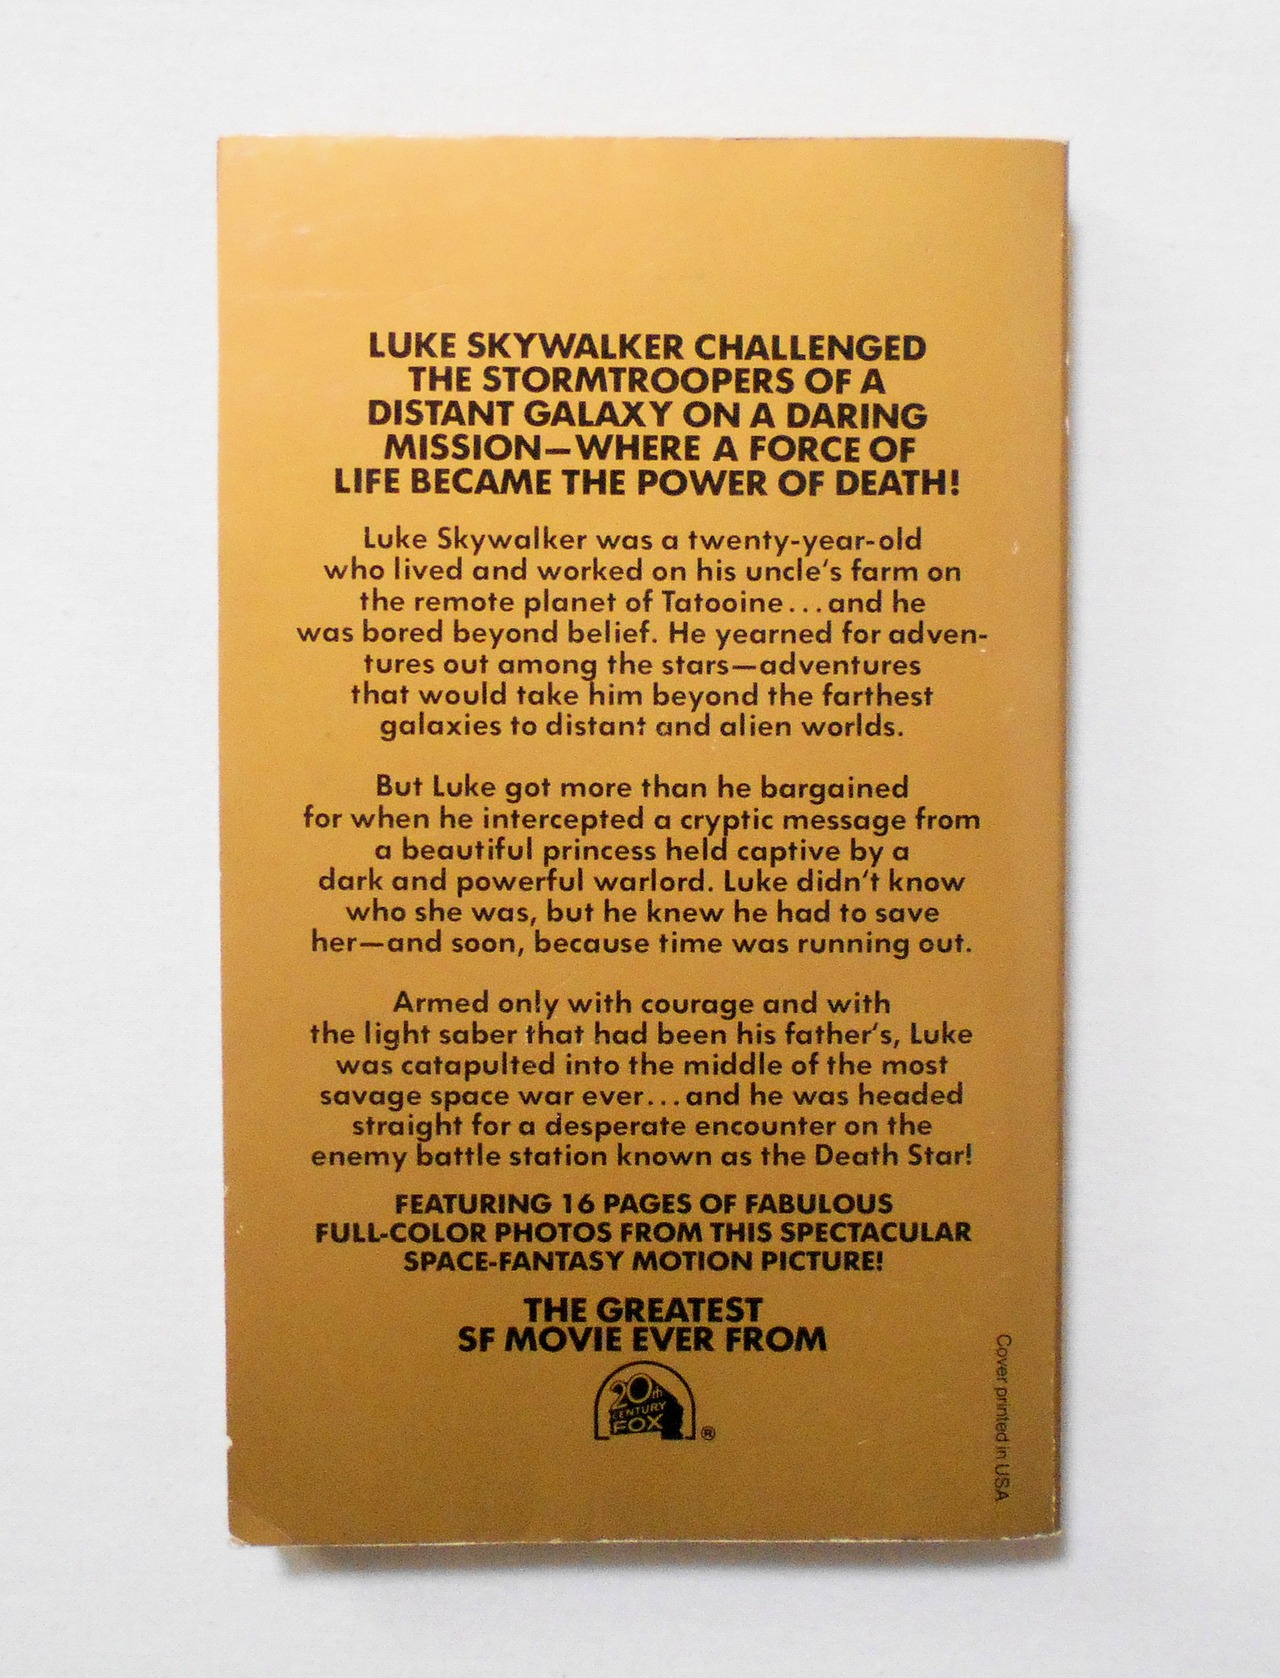 LUKE SKYWALKER CHALLENGED
THE STORMTROOPERS OF A
DISTANT GALAXY ON A DARING
MISSION—WHERE A FORCE OF
LIFE BECAME THE POWER OF DEATH!
Luke Skywalker was a twenty-year-old
who lived and worked on his uncle's farm on
the remote planet of Tatooine...and he
was bored beyond belief. He yearned for adven-
tures out among the stars—adventures
that would take him beyond the farthest
galaxies to distant and alien worlds.
But Luke got more than he bargained
for when he intercepted a cryptic message from
a beautiful princess held captive by a
dark and powerful warlord. Luke didn't know
who she was, but he knew he had to save
her—and soon, because time was running out.
Armed only with courage and with
the light saber that had been his father's, Luke
was catapulted into the middle of the most
savage space war ever...and he was headed
straight for a desperate encounter on the
enemy battle station known as the Death Star!
FEATURING 16 PAGES OF FABULOUS
FULL-COLOR PHOTOS FROM THIS SPECTACULAR
SPACE-FANTASY MOTION PICTURE!
THE GREATEST
SF MOVIE EVER FROM
20th
CENTURY
FOX
®
Cover printed in USA